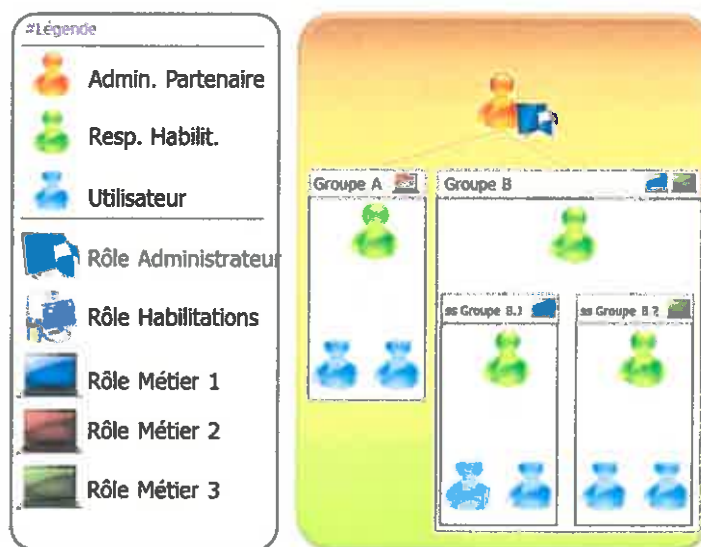 #Légende
Admin. Partenaire
Resp. Habilit.
Utilisateur
Rôle Administrateur
Rôle Habilitations
Rôle Métier 1
Rôle Métier 2
Rôle Métier 3
Groupe A
Groupe B
ss Groupe B.1
ss Groupe B 2